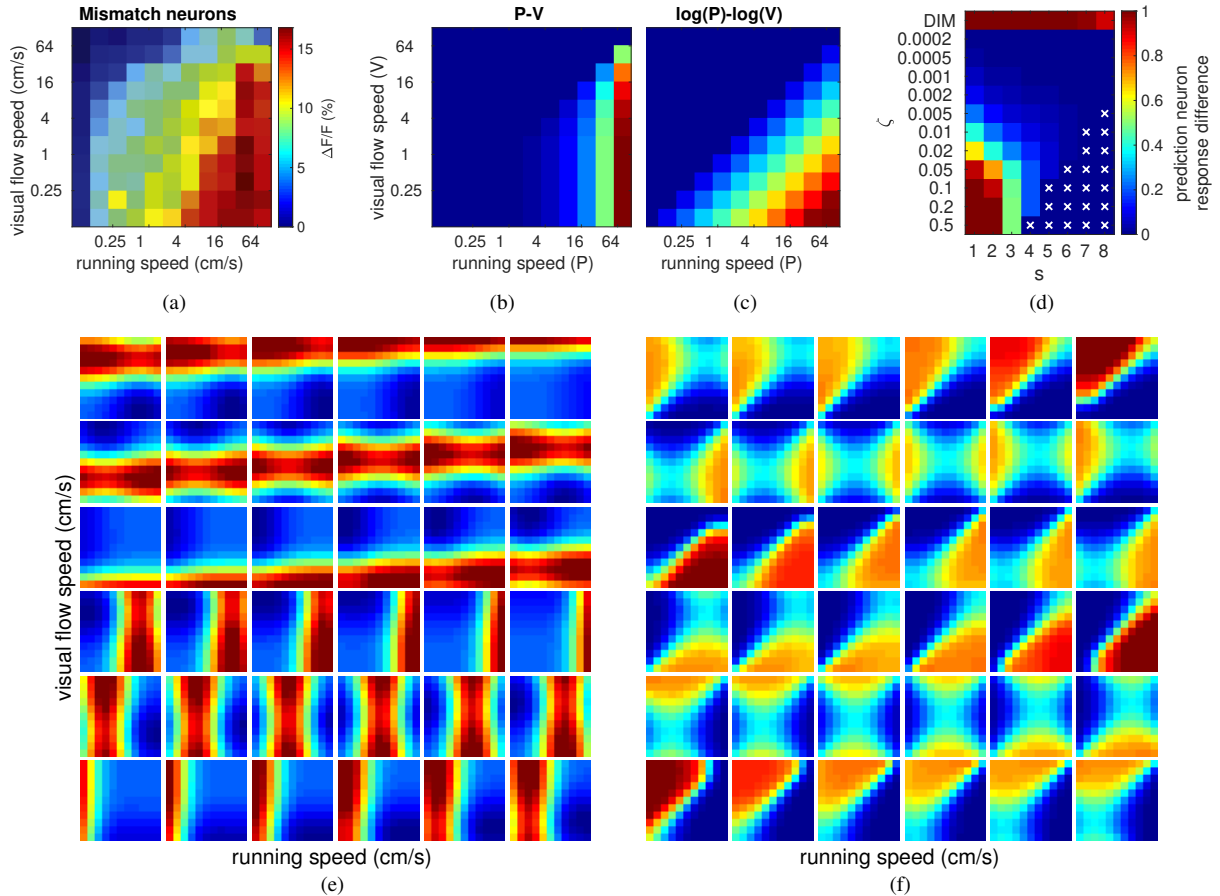 Mismatch neurons
visual flow speed (cm/s)
64
16
4
1
0.25
0.25 1 4 16 64
running speed (cm/s)
15
10
5
0
ΔF/F (%)
(a)
P-V
visual flow speed (V)
64
16
4
1
0.25
0.25 1 4 16 64
running speed (P)
(b)
log(P)-log(V)
0.25 1 4 16 64
running speed (P)
(c)
ζ
DIM
0.0002
0.0005
0.001
0.002
0.005
0.01
0.02
0.05
0.1
0.2
0.5
1 2 3 4 5 6 7 8
s
1
0.8
0.6
0.4
0.2
0
prediction neuron
response difference
(d)
visual flow speed (cm/s)
running speed (cm/s)
(e)
running speed (cm/s)
(f)